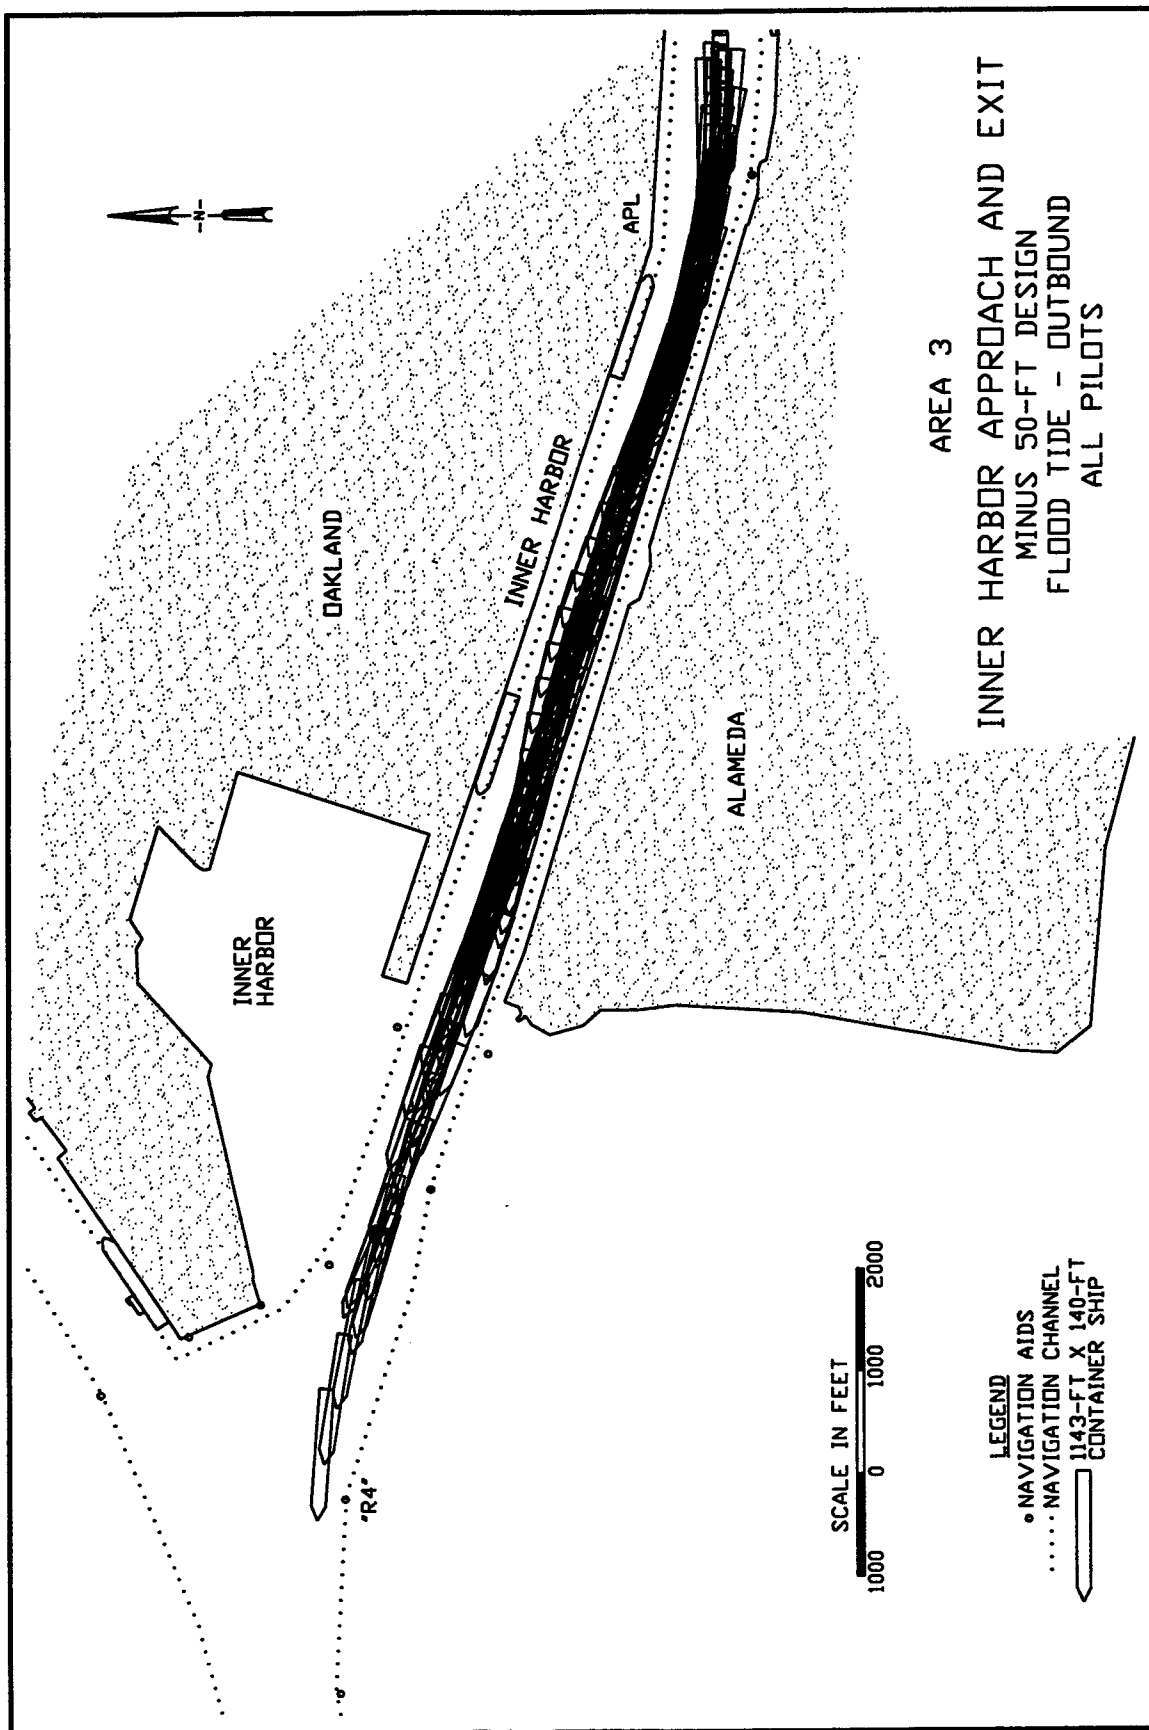 -N-
APL
OAKLAND
INNER HARBOR
INNER
HARBOR
ALAMEDA
"R4"
AREA 3
INNER HARBOR APPROACH AND EXIT
MINUS 50-FT DESIGN
FLOOD TIDE - OUTBOUND
ALL PILOTS
SCALE IN FEET
1000 0 1000 2000
LEGEND
NAVIGATION AIDS
NAVIGATION CHANNEL
1143-FT X 140-FT
CONTAINER SHIP